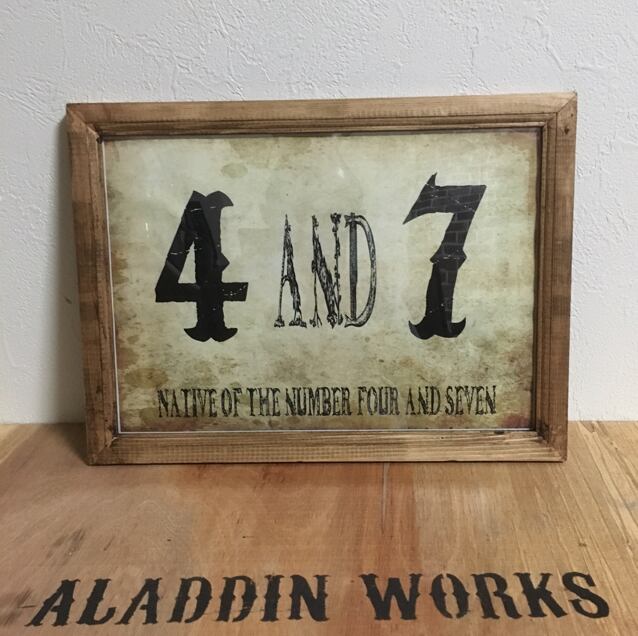 4 AND 7
NATIVE OF THE NUMBER FOUR AND SEVEN
ALADDIN WORKS